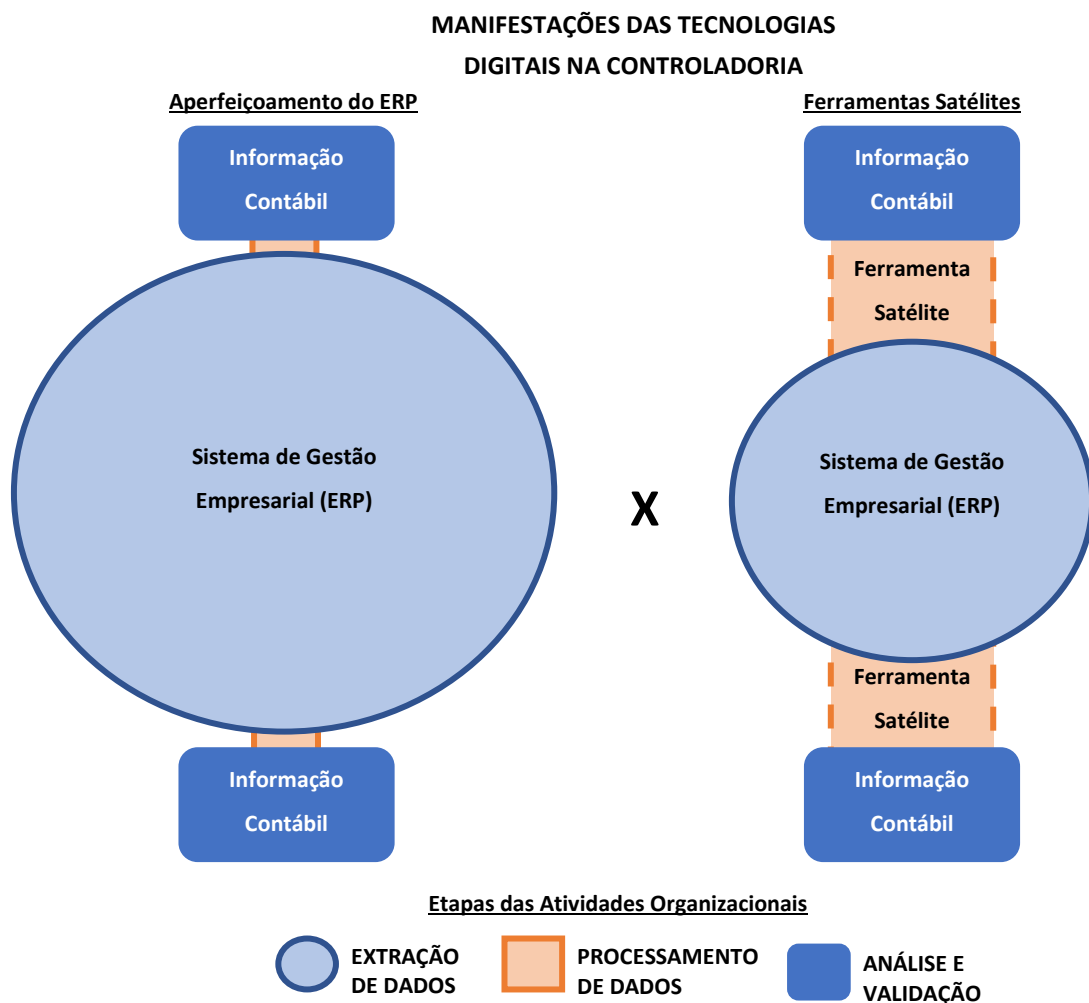 MANIFESTAÇÕES DAS TECNOLOGIAS
DIGITAIS NA CONTROLADORIA
Aperfeiçoamento do ERP
Informação
Contábil
Sistema de Gestão
Empresarial (ERP)
Informação
Contábil
X
Ferramentas Satélites
Informação
Contábil
Ferramenta
Satélite
Sistema de Gestão
Empresarial (ERP)
Ferramenta
Satélite
Informação
Contábil
Etapas das Atividades Organizacionais
EXTRAÇÃO
DE DADOS
PROCESSAMENTO
DE DADOS
ANÁLISE E
VALIDAÇÃO